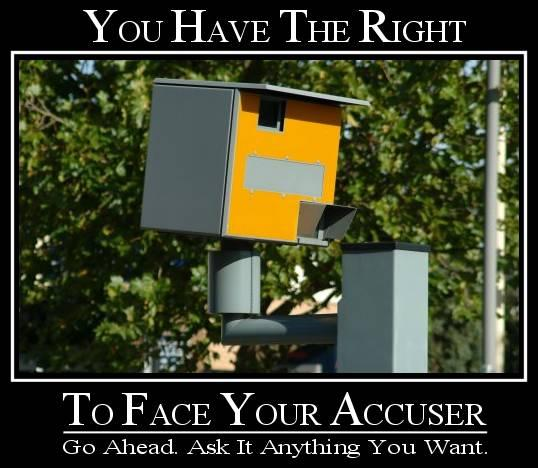 You Have The Right
To Face Your Accuser
Go Ahead. Ask It Anything You Want.